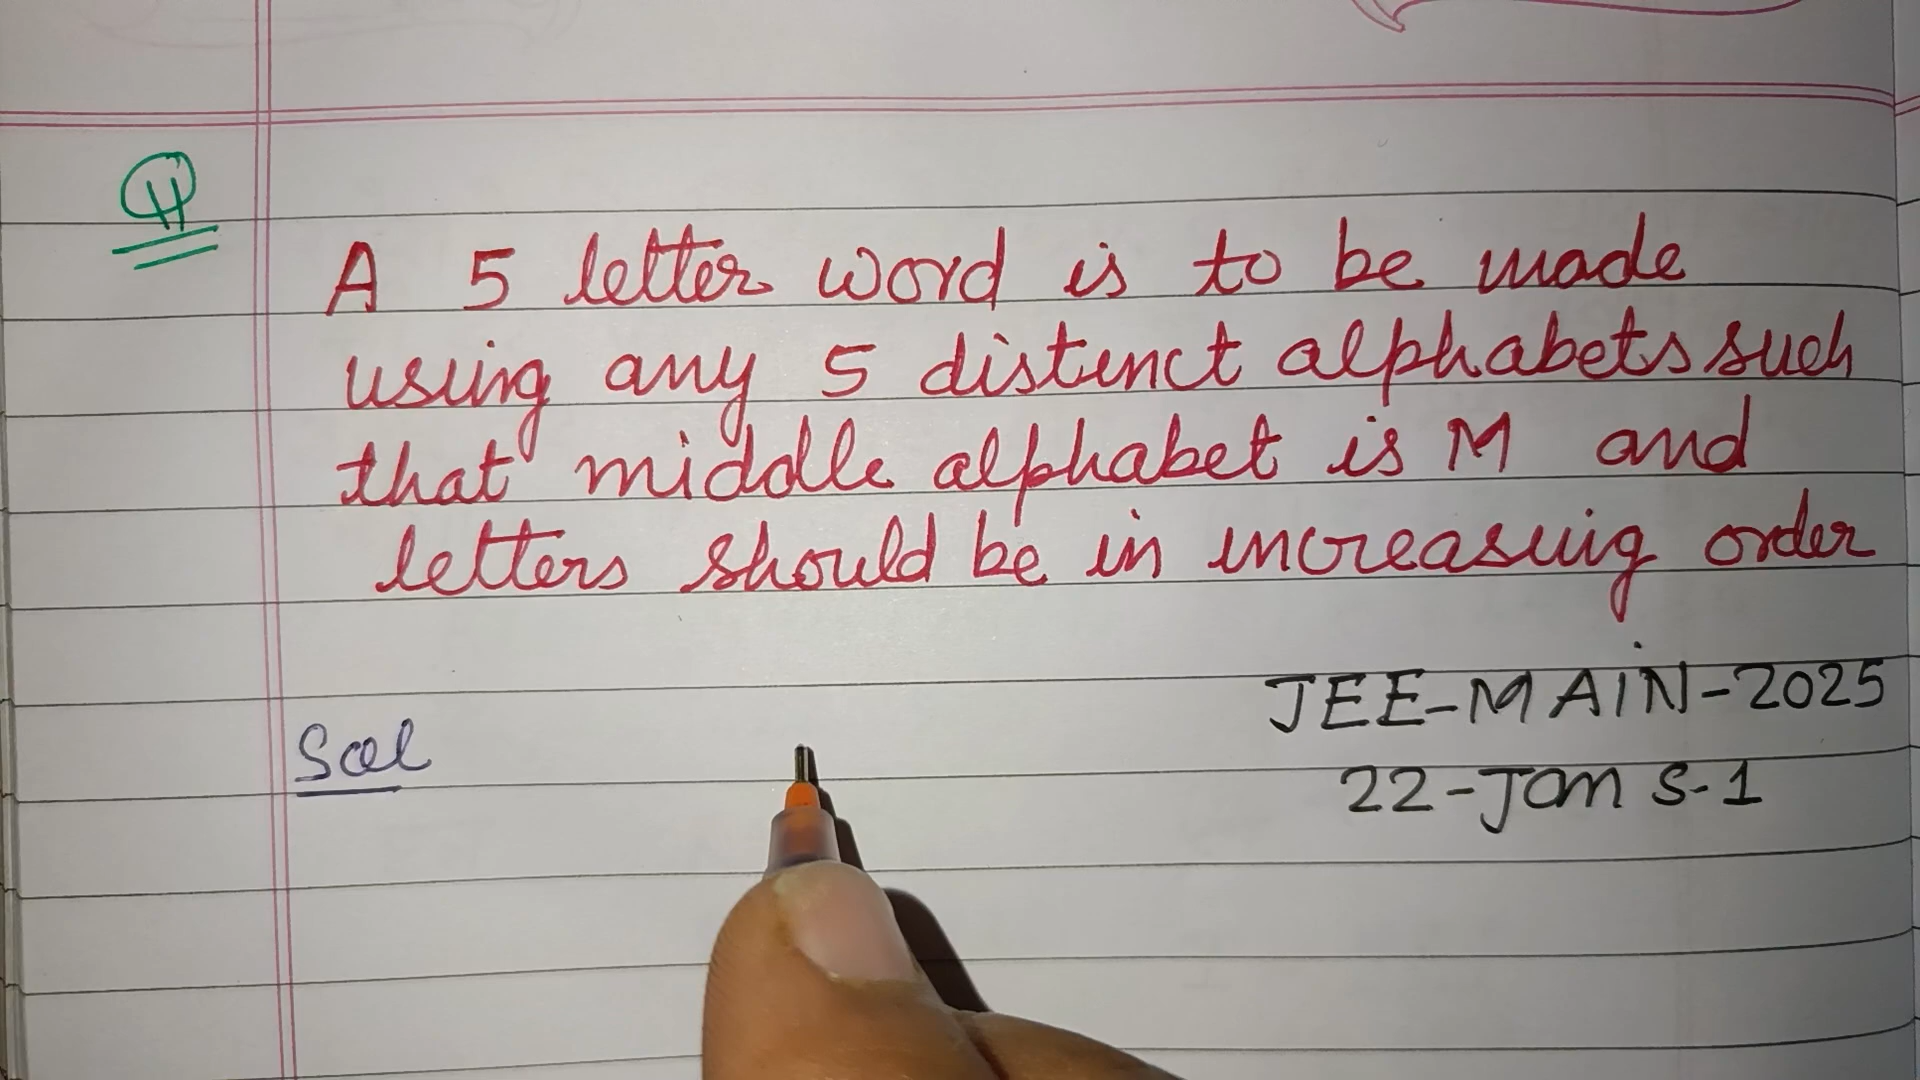 Q
A 5 letter word is to be made
using any 5 distinct alphabets such
that middle alphabet is M and
letters should be in increasing order
JEE-MAIN-2025
Sol
22-Jan S-1